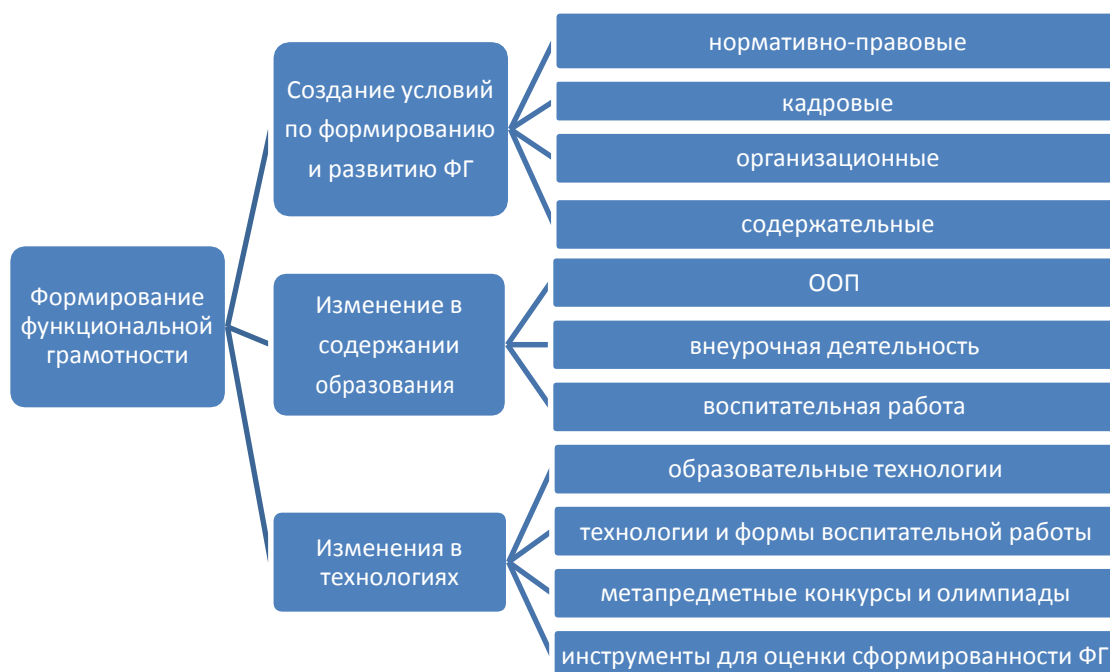 Формирование
функциональной
грамотности
Создание условий
по формированию
и развитию ФГ
нормативно-правовые
кадровые
организационные
содержательные
Изменение в
содержании
образования
ООП
внеурочная деятельность
воспитательная работа
Изменения в
технологиях
образовательные технологии
технологии и формы воспитательной работы
метапредметные конкурсы и олимпиады
инструменты для оценки сформированности ФГ